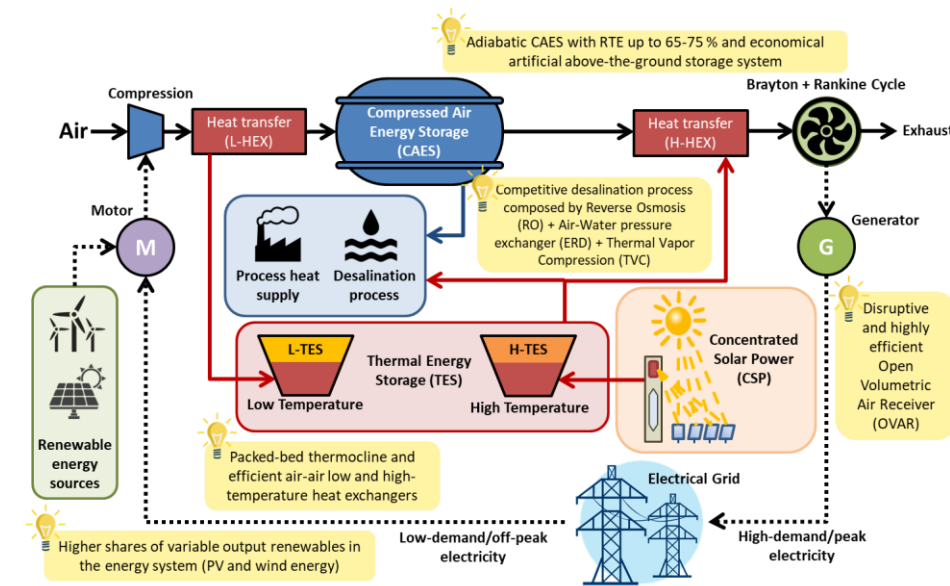 Adiabatic CAES with RTE up to 65-75 % and economical
artificial above-the-ground storage system
Brayton + Rankine Cycle
Compression
Air
Heat transfer
(L-HEX)
Compressed Air
Energy Storage
(CAES)
Heat transfer
(H-HEX)
Exhaust
Motor
M
Process heat
supply
Desalination
process
Competitive desalination process
composed by Reverse Osmosis
(RO) + Air-Water pressure
exchanger (ERD) + Thermal Vapor
Compression (TVC)
Generator
G
Renewable
energy
sources
L-TES
Low Temperature
Thermal Energy
Storage (TES)
H-TES
High Temperature
Concentrated
Solar Power
(CSP)
Disruptive
and highly
efficient
Open
Volumetric
Air Receiver
(OVAR)
Packed-bed thermocline and
efficient air-air low and high-
temperature heat exchangers
Electrical Grid
Higher shares of variable output renewables in
the energy system (PV and wind energy)
Low-demand/off-peak
electricity
High-demand/peak
electricity